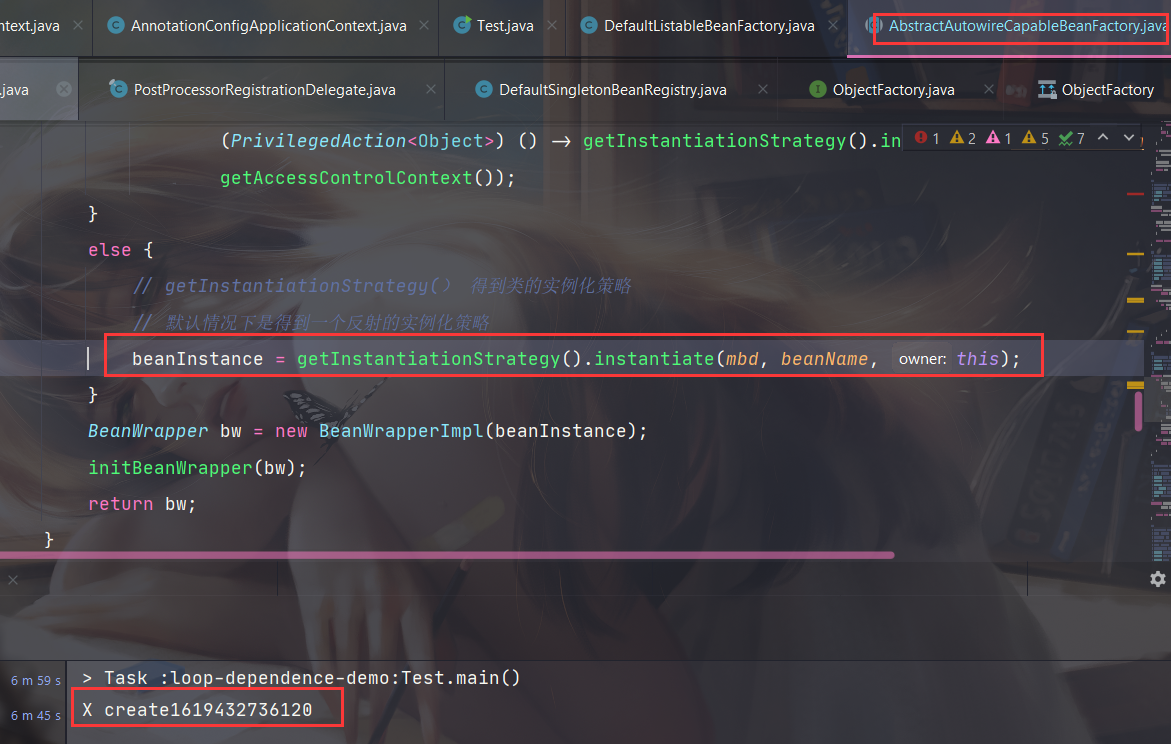 ntext.java AnnotationConfigApplicationContext.java Test.java DefaultListableBeanFactory.java AbstractAutowireCapableBeanFactory.java
.java PostProcessorRegistrationDelegate.java DefaultSingletonBeanRegistry.java ObjectFactory.java ObjectFactory
(PrivilegedAction<Object>) () -> getInstantiationStrategy().in 1 2 1 5 7
getAccessControlContext());
}
else {
// getInstantiationStrategy() 得到类的实例化策略
// 默认情况下是得到一个反射的实例化策略
beanInstance = getInstantiationStrategy().instantiate(mbd, beanName, owner: this);
}
BeanWrapper bw = new BeanWrapperImpl(beanInstance);
initBeanWrapper(bw);
return bw;
}
6 m 59 s > Task :loop-dependence-demo:Test.main()
6 m 45 s X create1619432736120